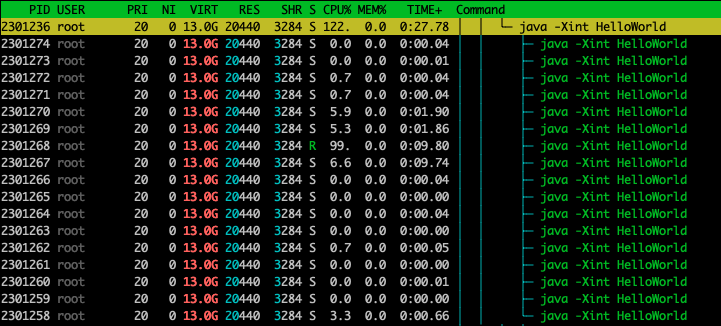 PID USER PRI NI VIRT RES SHR S CPU% MEM% TIME+ Command
2301236 root 20 0 13.0G 20440 3284 S 122. 0.0 0:27.78 java -Xint HelloWorld
2301274 root 20 0 13.0G 20440 3284 S 0.0 0.0 0:00.04 java -Xint HelloWorld
2301273 root 20 0 13.0G 20440 3284 S 0.0 0.0 0:00.01 java -Xint HelloWorld
2301272 root 20 0 13.0G 20440 3284 S 0.7 0.0 0:00.04 java -Xint HelloWorld
2301271 root 20 0 13.0G 20440 3284 S 0.7 0.0 0:00.04 java -Xint HelloWorld
2301270 root 20 0 13.0G 20440 3284 S 5.9 0.0 0:01.90 java -Xint HelloWorld
2301269 root 20 0 13.0G 20440 3284 S 5.3 0.0 0:01.86 java -Xint HelloWorld
2301268 root 20 0 13.0G 20440 3284 R 99. 0.0 0:09.80 java -Xint HelloWorld
2301267 root 20 0 13.0G 20440 3284 S 6.6 0.0 0:09.74 java -Xint HelloWorld
2301266 root 20 0 13.0G 20440 3284 S 0.0 0.0 0:00.04 java -Xint HelloWorld
2301265 root 20 0 13.0G 20440 3284 S 0.0 0.0 0:00.00 java -Xint HelloWorld
2301264 root 20 0 13.0G 20440 3284 S 0.0 0.0 0:00.04 java -Xint HelloWorld
2301263 root 20 0 13.0G 20440 3284 S 0.0 0.0 0:00.00 java -Xint HelloWorld
2301262 root 20 0 13.0G 20440 3284 S 0.7 0.0 0:00.05 java -Xint HelloWorld
2301261 root 20 0 13.0G 20440 3284 S 0.0 0.0 0:00.00 java -Xint HelloWorld
2301260 root 20 0 13.0G 20440 3284 S 0.0 0.0 0:00.01 java -Xint HelloWorld
2301259 root 20 0 13.0G 20440 3284 S 0.0 0.0 0:00.00 java -Xint HelloWorld
2301258 root 20 0 13.0G 20440 3284 S 3.3 0.0 0:00.66 java -Xint HelloWorld